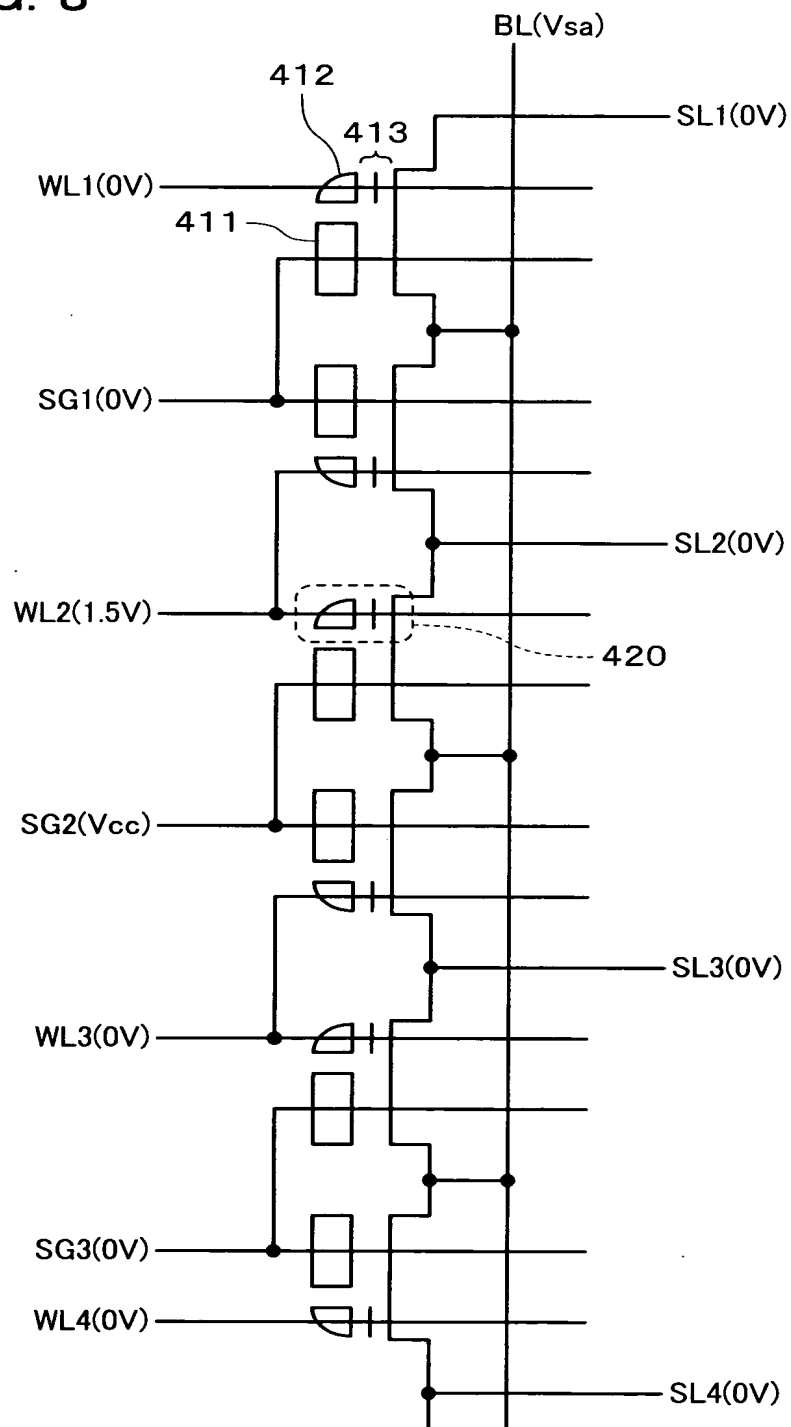 BL(Vsa)
412
SL1(0V)
413
WL1(0V)
411
SG1(0V)
SL2(0V)
WL2(1.5V)
420
SG2(Vcc)
SL3(0V)
WL3(0V)
SG3(0V)
WL4(0V)
SL4(0V)